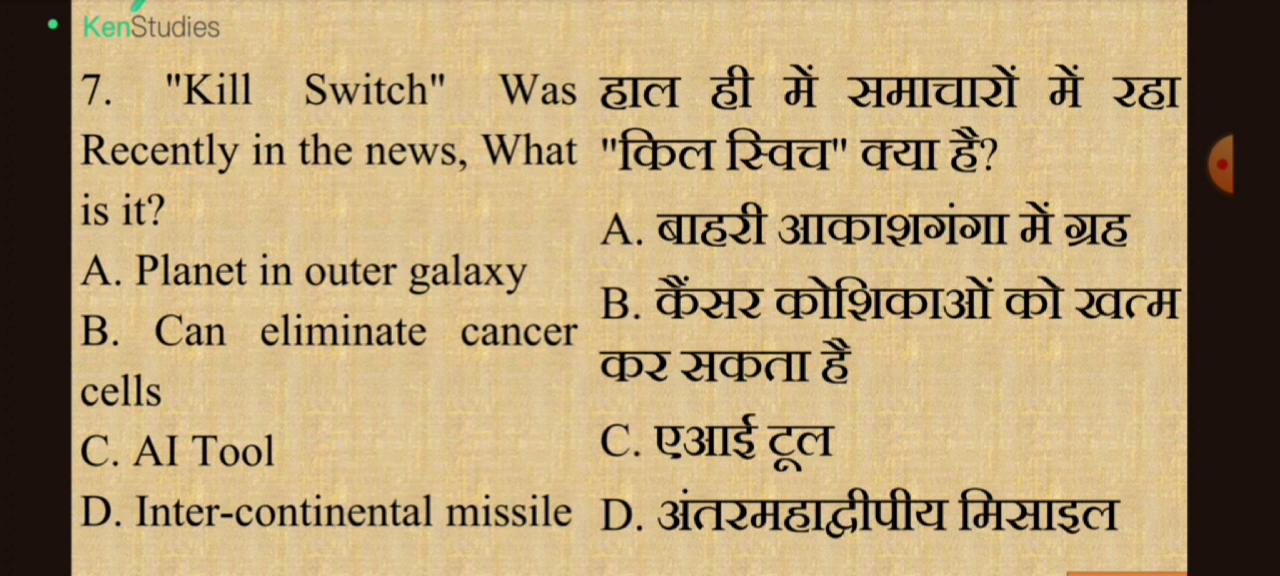 KenStudies
7. "Kill Switch" Was
Recently in the news, What
is it?
A. Planet in outer galaxy
B. Can eliminate cancer
cells
C. AI Tool
D. Inter-continental missile
हाल ही में समाचारों में रहा
"किल स्विच" क्या है?
A. बाहरी आकाशगंगा में ग्रह
B. कैंसर कोशिकाओं को खत्म
कर सकता है
C. एआई टूल
D. अंतरमहाद्वीपीय मिसाइल